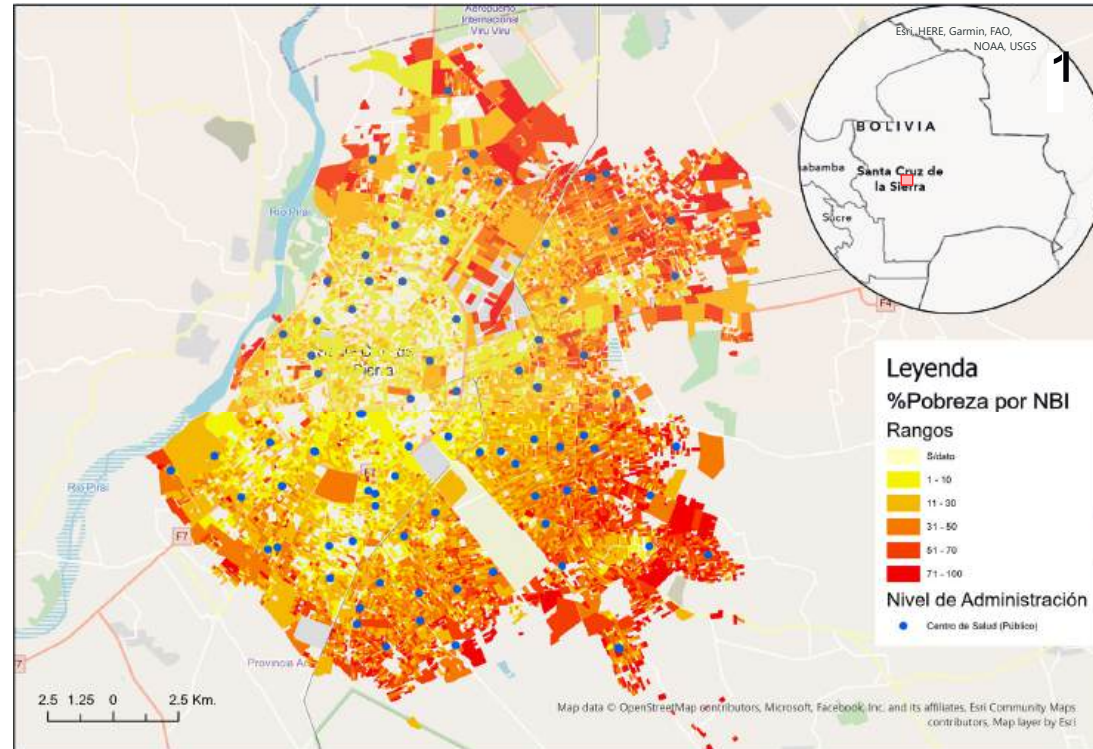 Aeropuerto
Internacional
Viru Viru
Esri, HERE, Garmin, FAO,
NOAA, USGS
1
BOLIVIA
abamba
Santa Cruz de
la Sierra
Sucre
Río Piraí
F4
Sierra
Leyenda
%Pobreza por NBI
Rangos
S/dato
1 - 10
11 - 30
31 - 50
51 - 70
71 - 100
Nivel de Administración
Centro de Salud (Público)
Río Piraí
F7
7
Provincia
2.5 1.25 0 2.5 Km.
Map data © OpenStreetMap contributors, Microsoft, Facebook, Inc. and its affiliates, Esri Community Maps
contributors, Map layer by Esri